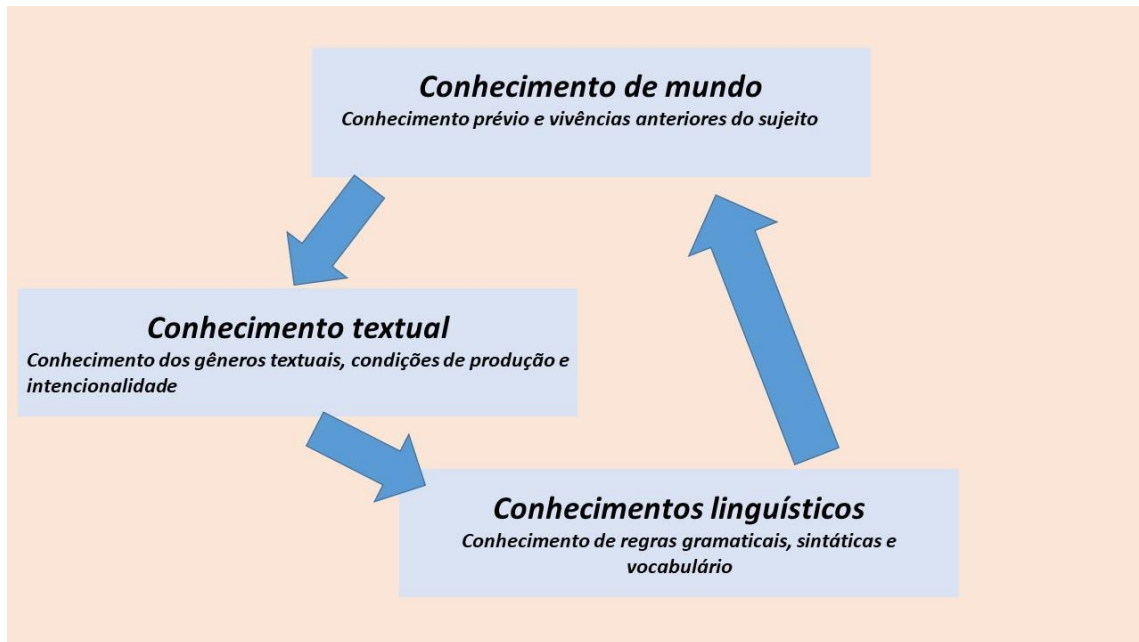 Conhecimento de mundo
Conhecimento prévio e vivências anteriores do sujeito
Conhecimento textual
Conhecimento dos gêneros textuais, condições de produção e
intencionalidade
Conhecimentos linguísticos
Conhecimento de regras gramaticais, sintáticas e
vocabulário